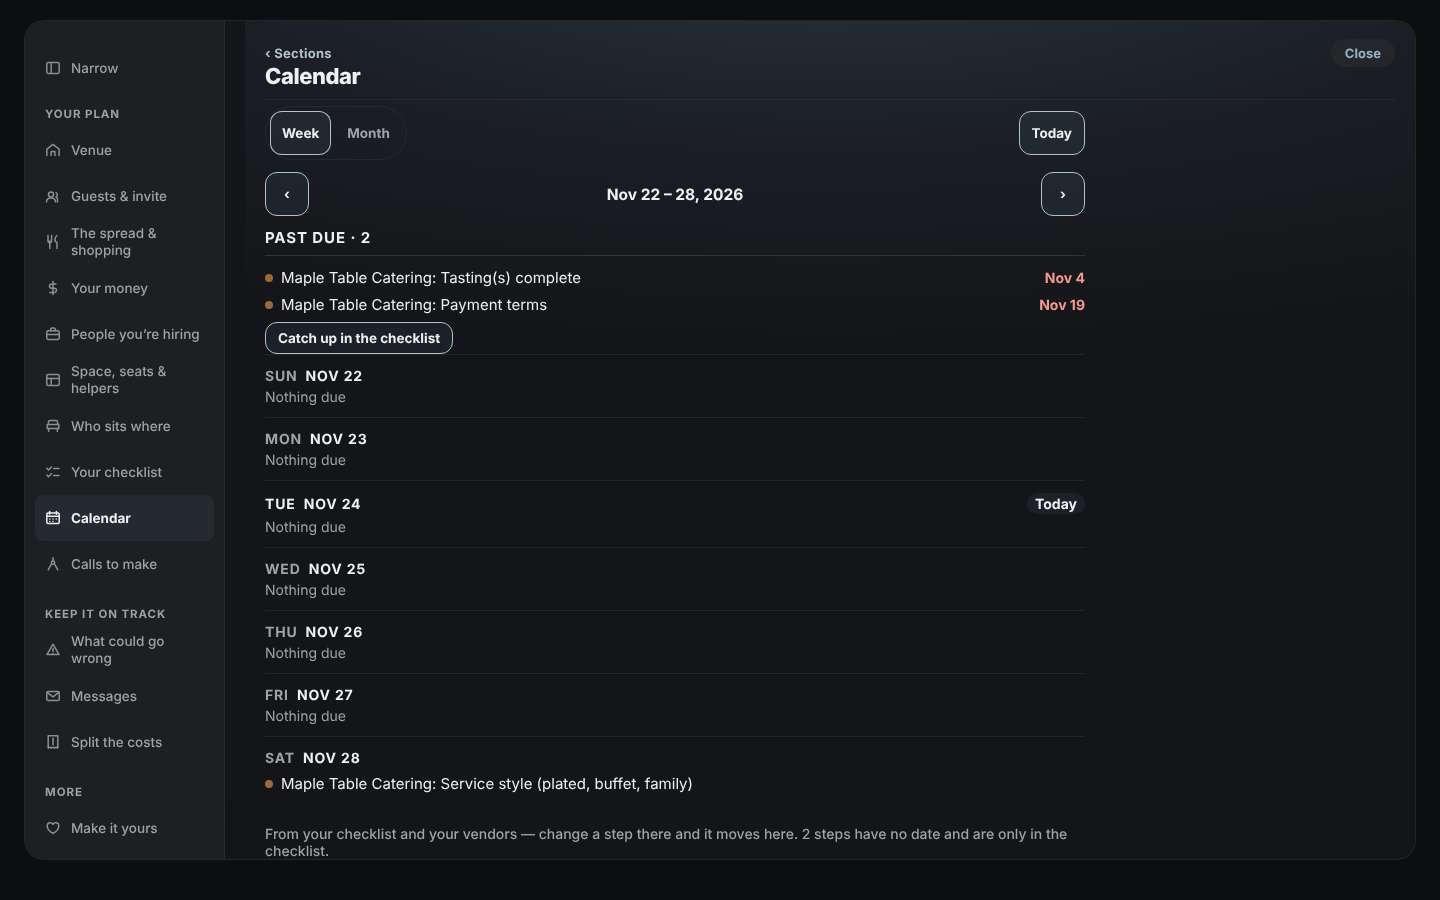 Narrow
YOUR PLAN
Venue
Guests & invite
The spread &
shopping
Your money
People you’re hiring
Space, seats &
helpers
Who sits where
Your checklist
Calendar
Calls to make
KEEP IT ON TRACK
What could go
wrong
Messages
Split the costs
MORE
Make it yours
‹ Sections
Close
Calendar
Week Month Today
‹ Nov 22 – 28, 2026 ›
PAST DUE · 2
Maple Table Catering: Tasting(s) complete Nov 4
Maple Table Catering: Payment terms Nov 19
Catch up in the checklist
SUN NOV 22
Nothing due
MON NOV 23
Nothing due
TUE NOV 24 Today
Nothing due
WED NOV 25
Nothing due
THU NOV 26
Nothing due
FRI NOV 27
Nothing due
SAT NOV 28
Maple Table Catering: Service style (plated, buffet, family)
From your checklist and your vendors — change a step there and it moves here. 2 steps have no date and are only in the
checklist.